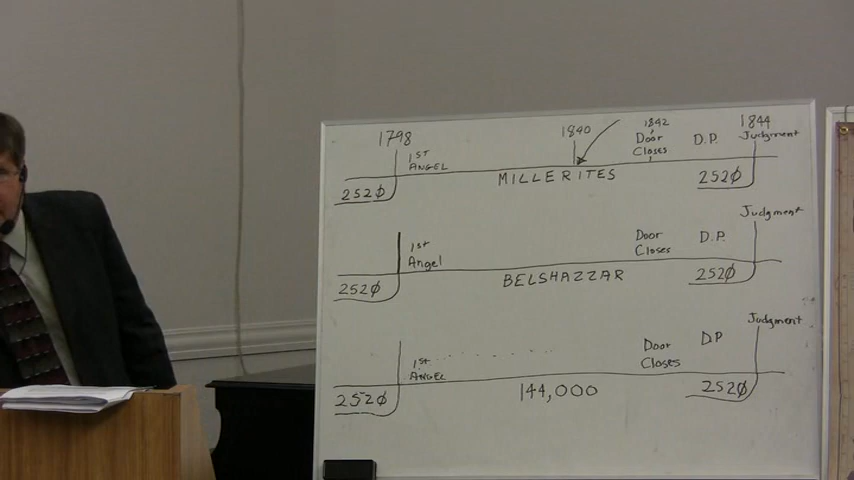 1798 1840 1842 1844
1ST ANGEL Door Closes D.P. Judgment
2520 MILLERITES 2520
Judgment
1st Angel Door Closes D.P.
2520 BELSHAZZAR 2520
Judgment
1st ANGEL Door Closes DP
2520 144,000 2520